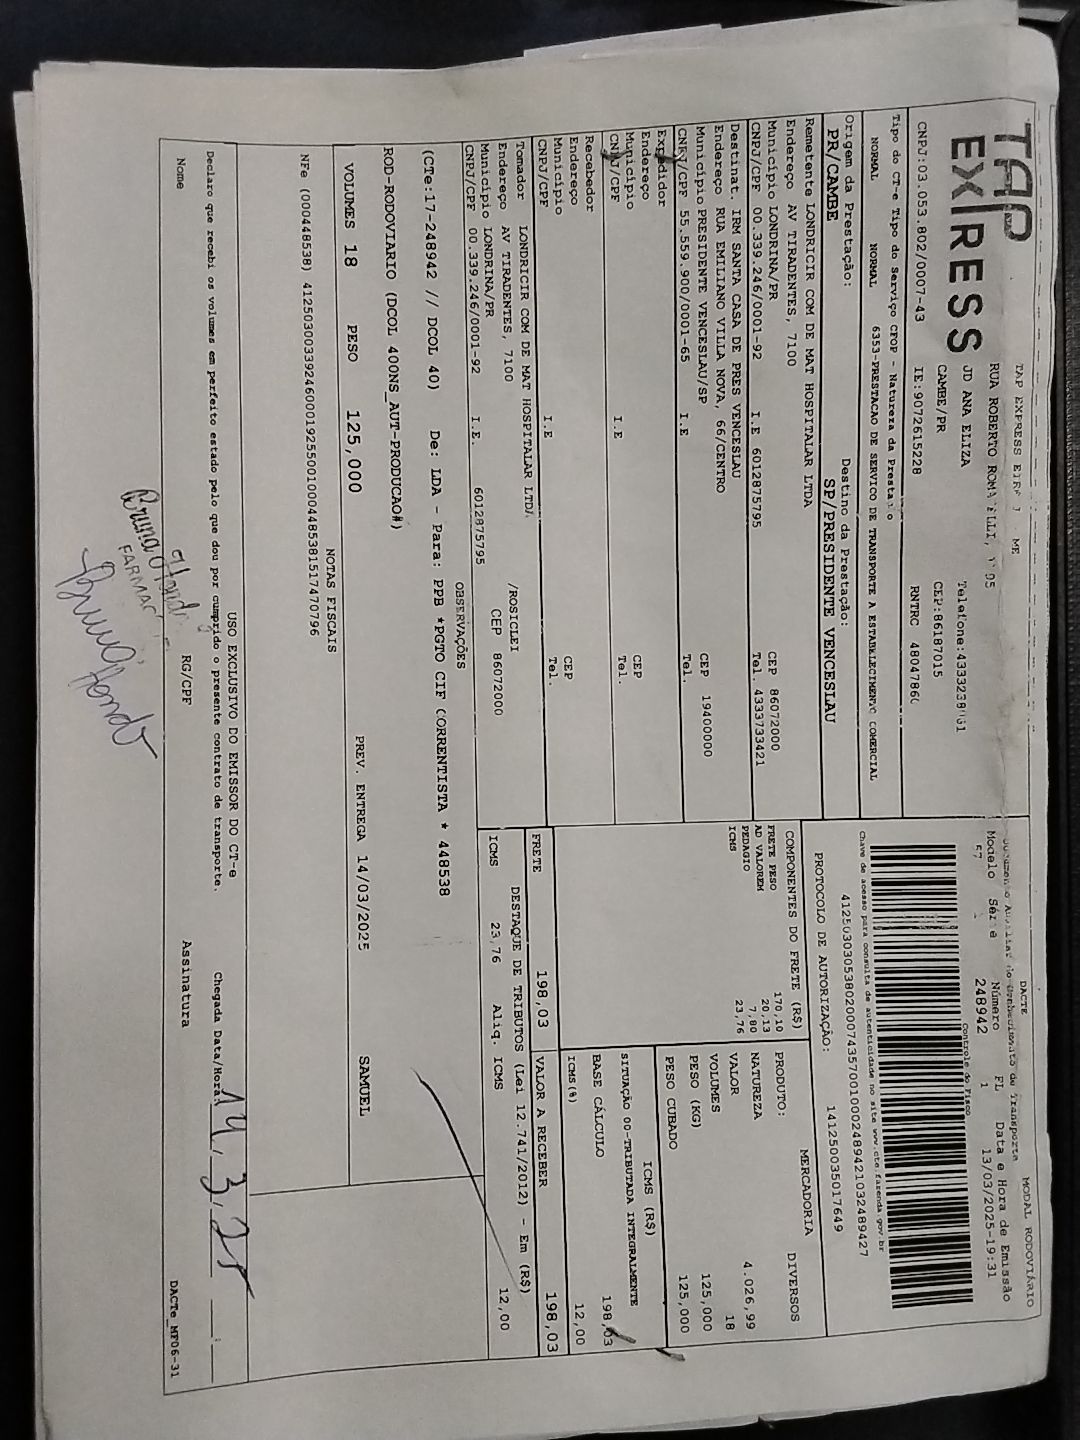 TAP
EXPRESS
TAP EXPRESS ME
RUA ROBERTO
JD ANA ELIZA
CAMBE/PR
Telefone:
CEP:86187015
CNPJ:03.053.802/0007-43 IE:9072615228 RNTRC
Tipo do CT-e Tipo do Serviço CFOP - Natureza da
NORMAL NORMAL 6353-PRESTACAO DE SERVICO DE TRANSPORTE A ESTABELECIMENTO COMERCIAL
Origem da Prestação: Destino da Prestação:
PR/CAMBE SP/PRESIDENTE VENCESLAU
Remetente LONDRICIR COM DE MAT HOSPITALAR LTDA
Endereço AV TIRADENTES, 7100
Município LONDRINA/PR CEP 86072000
CNPJ/CPF 00.339.246/0001-92 I.E 6012875795 Tel. 4333733421
Destinat. IRM SANTA CASA DE PRES VENCESLAU
Endereço RUA EMILIANO VILLA NOVA, 66/CENTRO
Município PRESIDENTE VENCESLAU/SP CEP 19400000
CNPJ/CPF 55.559.900/0001-65 I.E Tel.
Expedidor
Endereço
Município CEP
CNPJ/CPF I.E Tel.
Recebedor
Endereço
Município CEP
CNPJ/CPF I.E Tel.
Tomador LONDRICIR COM DE MAT HOSPITALAR LTDA
Endereço AV TIRADENTES, 7100 /ROSICLEI
Município LONDRINA/PR CEP 86072000
CNPJ/CPF 00.339.246/0001-92 I.E. 6012875795
MODAL RODOVIÁRIO
DACTE
Documento Auxiliar do Conhecimento de Transporte
Modelo Série Número FL Data e Hora de Emissão
57 248942 1 13/03/2025-19:31
Controle do Fisco
Chave de acesso para consulta de autenticidade no site www.cte.fazenda.gov.br
41250303053802000743570010002489421032489427
PROTOCOLO DE AUTORIZAÇÃO: 141250035017649
COMPONENTES DO FRETE (R$)
FRETE PESO 170,10
AD VALOREM 20,13
PEDAGIO 7,80
ICMS 23,76
MERCADORIA
PRODUTO: DIVERSOS
NATUREZA
VALOR 4.026,99
VOLUMES 18
PESO (KG) 125,000
PESO CUBADO 125,000
ICMS (R$)
SITUAÇÃO 00-TRIBUTADA INTEGRALMENTE
BASE CÁLCULO 198,03
ICMS(%) 12,00
FRETE 198,03 VALOR A RECEBER 198,03
DESTAQUE DE TRIBUTOS (Lei 12.741/2012) - Em (R$)
ICMS 23,76 Aliq. ICMS 12,00
OBSERVAÇÕES
(CTe:17-248942 // DCOL 40) De: LDA - Para: PPB *PGTO CIF CORRENTISTA * 448538
ROD-RODOVIARIO (DCOL 400NS_AUT-PRODUCAO#)
VOLUMES 18 PESO 125,000 PREV. ENTREGA 14/03/2025 SAMUEL
NOTAS FISCAIS
NFe (000448538) 41250300339246000192550010004485381517470796
USO EXCLUSIVO DO EMISSOR DO CT-e
Declaro que recebi os volumes em perfeito estado pelo que dou por cumprido o presente contrato de transporte. Chegada Data/Hora: 14, 3, 25
Nome RG/CPF Assinatura
Bruna
DACTe_MF06-31